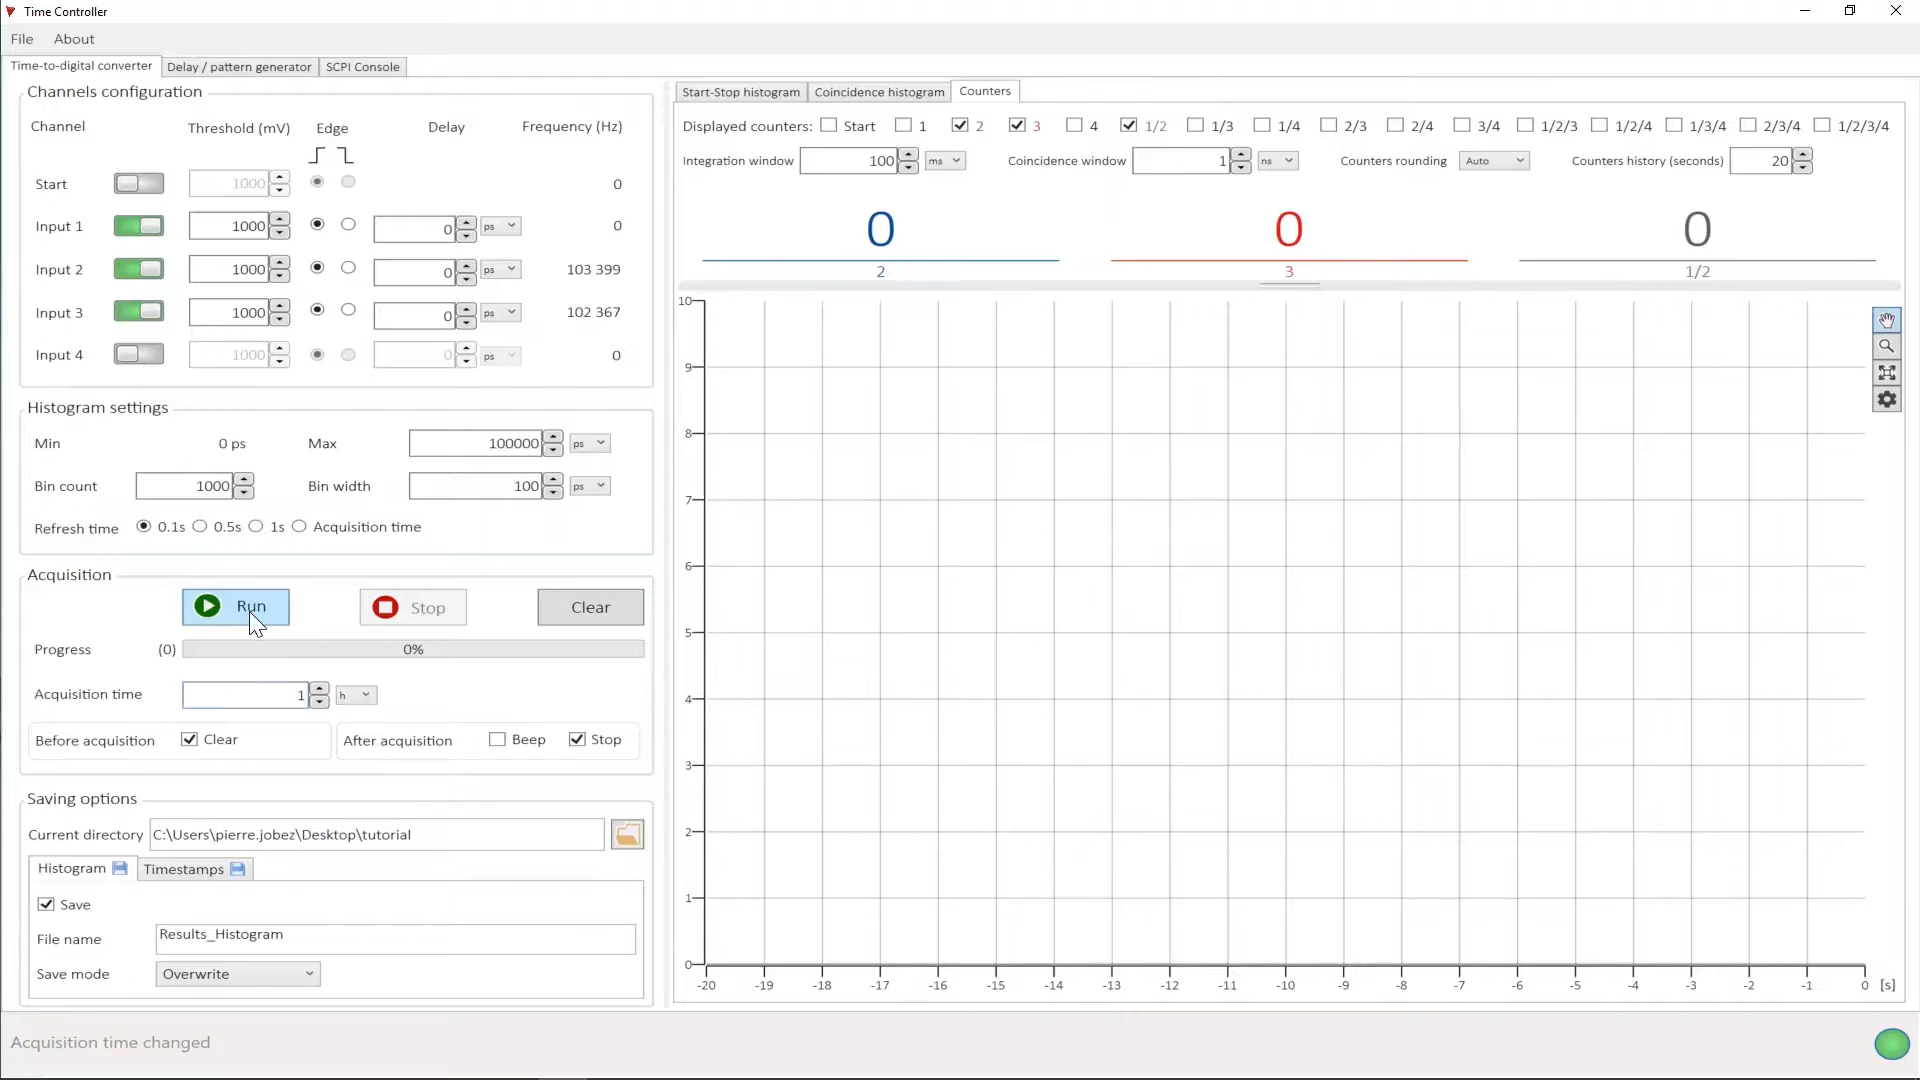 Time Controller
File About
Time-to-digital converter Delay / pattern generator SCPI Console
Channels configuration
Channel Threshold (mV) Edge Delay Frequency (Hz)
Start 1000 0
Input 1 1000 0 ps 0
Input 2 1000 0 ps 103 399
Input 3 1000 0 ps 102 367
Input 4 1000 0 ps 0
Histogram settings
Min 0 ps Max 100000 ps
Bin count 1000 Bin width 100 ps
Refresh time 0.1s 0.5s 1s Acquisition time
Acquisition
Run Stop Clear
Progress (0) 0%
Acquisition time 1 h
Before acquisition Clear After acquisition Beep Stop
Saving options
Current directory C:\Users\pierre.jobez\Desktop\tutorial
Histogram Timestamps
Save
File name Results_Histogram
Save mode Overwrite
Start-Stop histogram Coincidence histogram Counters
Displayed counters: Start 1 2 3 4 1/2 1/3 1/4 2/3 2/4 3/4 1/2/3 1/2/4 1/3/4 2/3/4 1/2/3/4
Integration window 100 ms Coincidence window 1 ns Counters rounding Auto Counters history (seconds) 20
0 0 0
2 3 1/2
10
9
8
7
6
5
4
3
2
1
0
-20 -19 -18 -17 -16 -15 -14 -13 -12 -11 -10 -9 -8 -7 -6 -5 -4 -3 -2 -1 0 [s]
Acquisition time changed